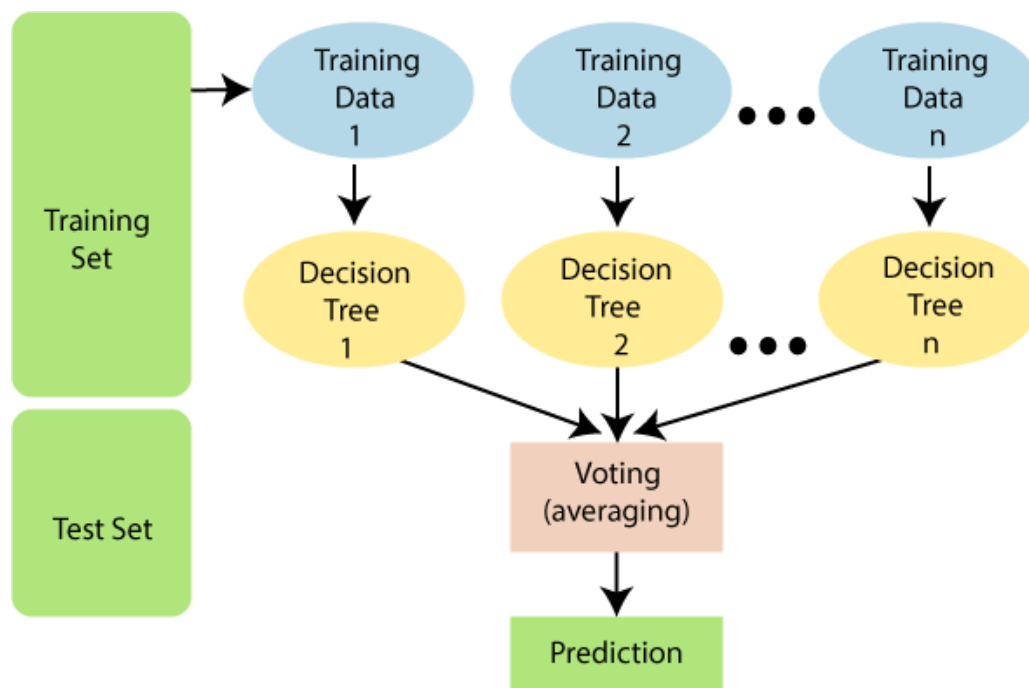 Training
Set
Test Set
Training
Data
1
Training
Data
2
Training
Data
n
Decision
Tree
1
Decision
Tree
2
Decision
Tree
n
Voting
(averaging)
Prediction